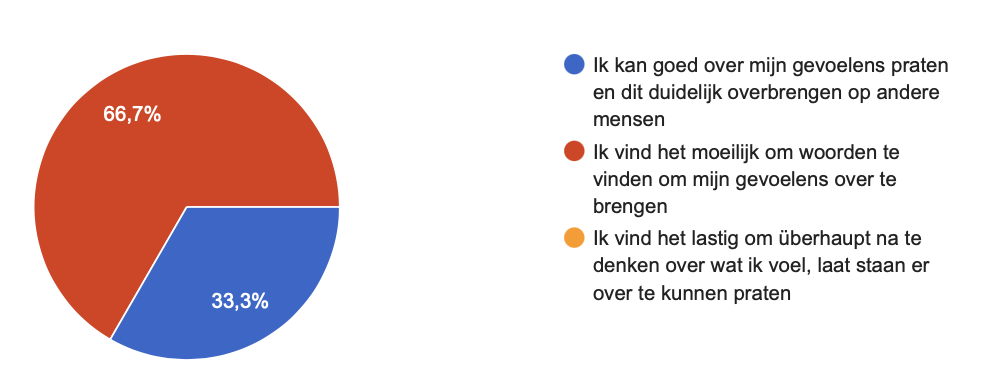 66,7%
33,3%
Ik kan goed over mijn gevoelens praten
en dit duidelijk overbrengen op andere
mensen
Ik vind het moeilijk om woorden te
vinden om mijn gevoelens over te
brengen
Ik vind het lastig om überhaupt na te
denken over wat ik voel, laat staan er
over te kunnen praten